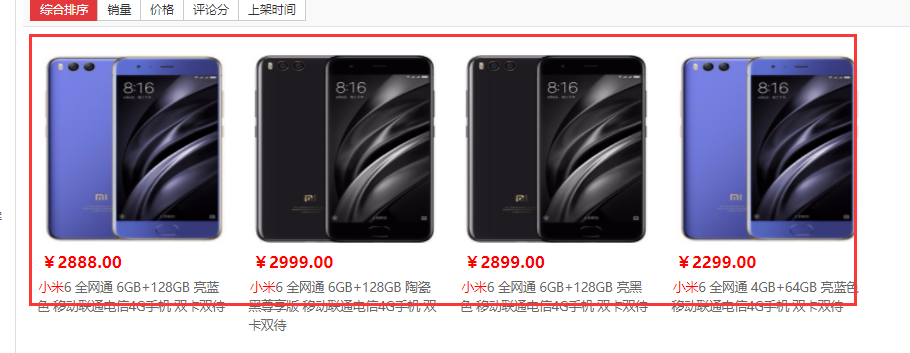 综合排序 销量 价格 评论分 上架时间
8:16 8:16 8:16 8:16
￥2888.00 ￥2999.00 ￥2899.00 ￥2299.00
小米6 全网通 6GB+128GB 亮蓝
色 移动联通电信4G手机 双卡双待
小米6 全网通 6GB+128GB 陶瓷
黑尊享版 移动联通电信4G手机 双
卡双待
小米6 全网通 6GB+128GB 亮黑
色 移动联通电信4G手机 双卡双待
小米6 全网通 4GB+64GB 亮蓝色
移动联通电信4G手机 双卡双待